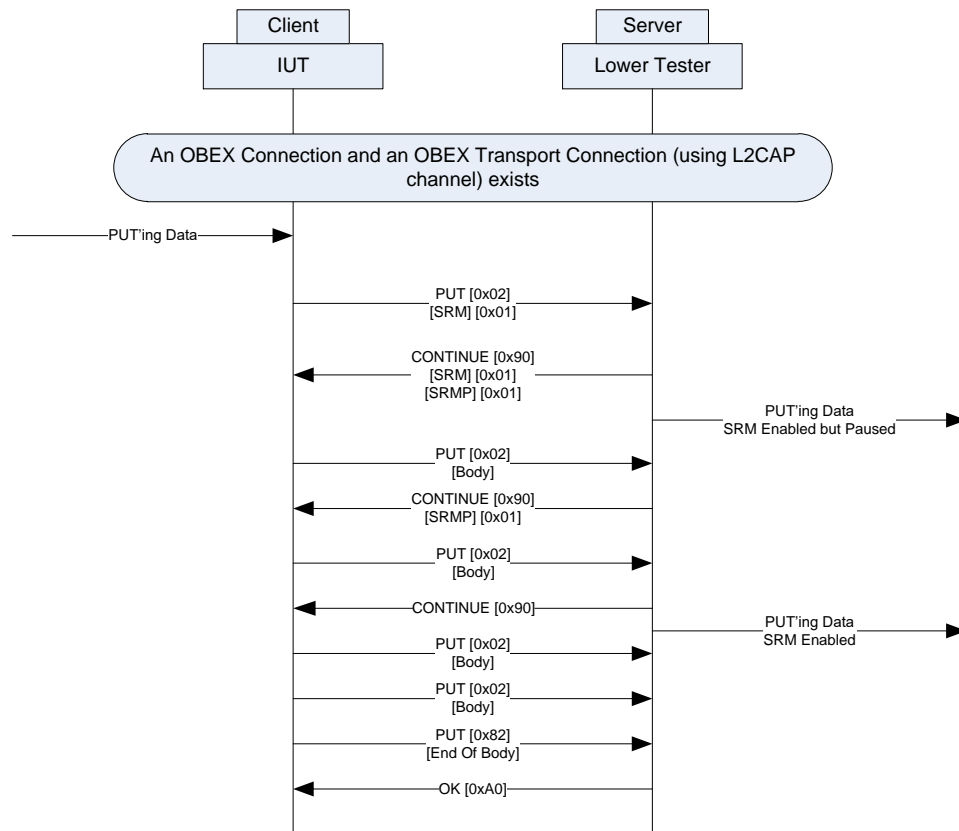 Client
Server
IUT
Lower Tester
An OBEX Connection and an OBEX Transport Connection (using L2CAP
channel) exists
PUT'ing Data
PUT [0x02]
[SRM] [0x01]
CONTINUE [0x90]
[SRM] [0x01]
[SRMP] [0x01]
PUT'ing Data
SRM Enabled but Paused
PUT [0x02]
[Body]
CONTINUE [0x90]
[SRMP] [0x01]
PUT [0x02]
[Body]
CONTINUE [0x90]
PUT'ing Data
SRM Enabled
PUT [0x02]
[Body]
PUT [0x02]
[Body]
PUT [0x82]
[End Of Body]
OK [0xA0]